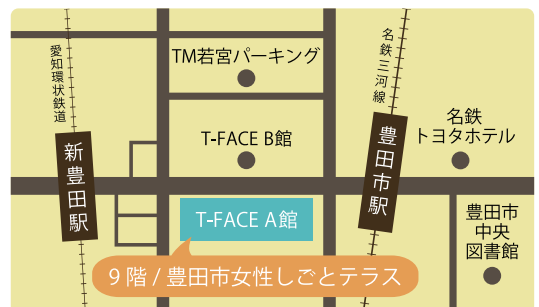 愛知環状鉄道
新豊田駅
TM若宮パーキング
T-FACE B館
T-FACE A館
9階 / 豊田市女性しごとテラス
名鉄三河線
豊田市駅
名鉄
トヨタホテル
豊田市
中央
図書館